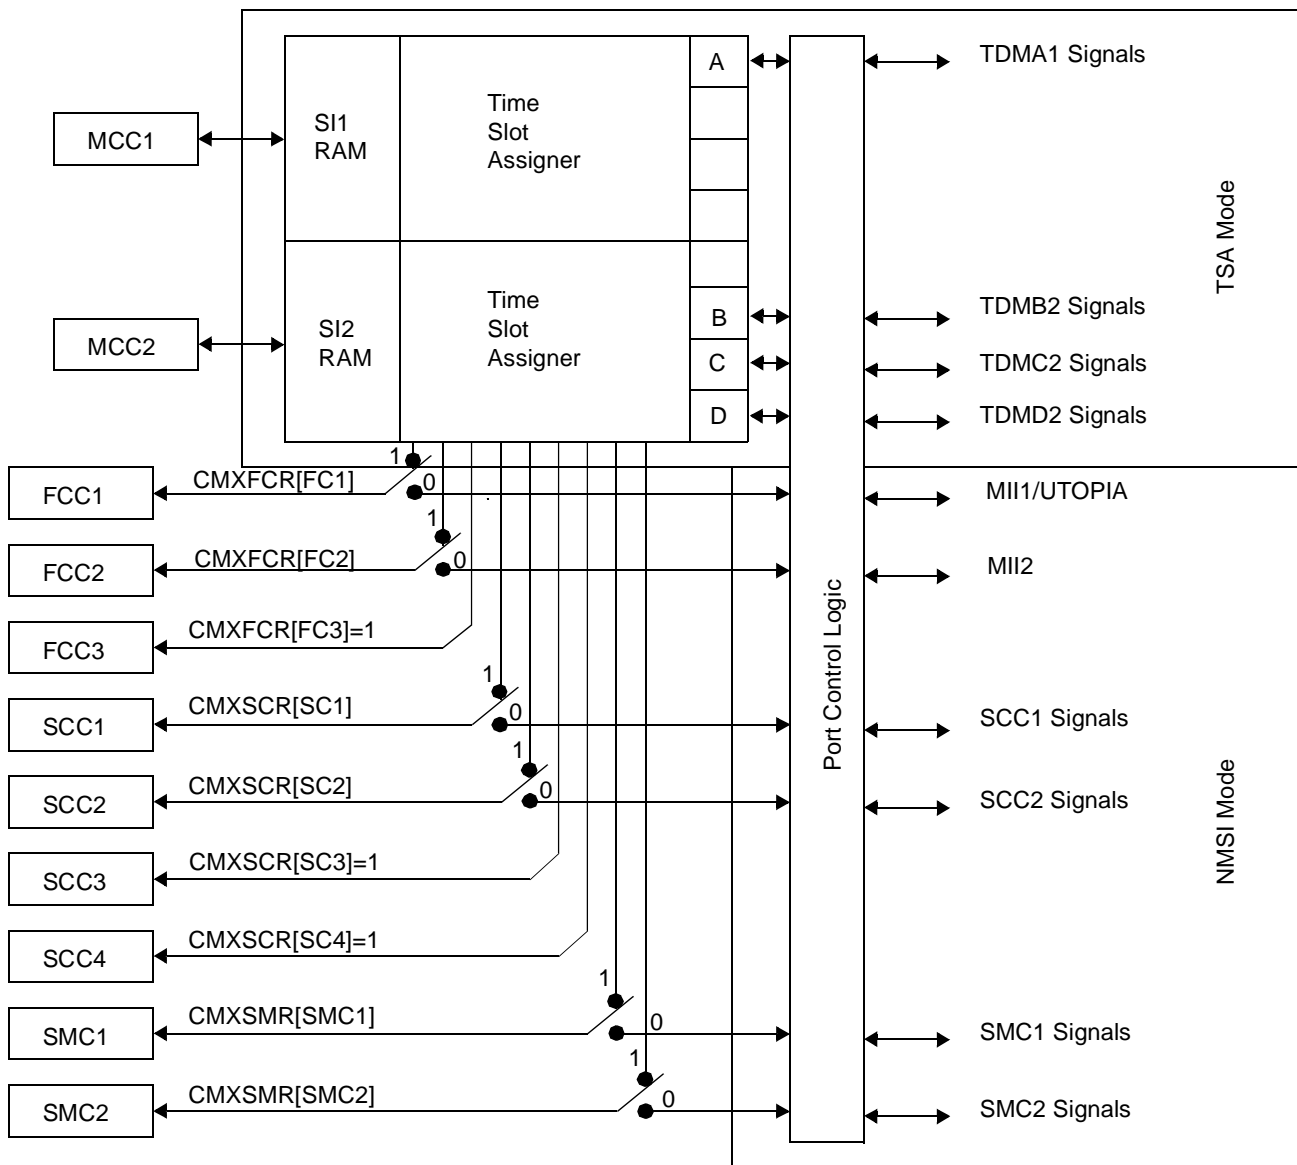 A
TDMA1 Signals
MCC1
SI1
RAM
Time
Slot
Assigner
TSA Mode
MCC2
SI2
RAM
Time
Slot
Assigner
B
TDMB2 Signals
C
TDMC2 Signals
D
TDMD2 Signals
1
FCC1
CMXFCR[FC1]
0
MII1/UTOPIA
1
FCC2
CMXFCR[FC2]
0
MII2
FCC3
CMXFCR[FC3]=1
Port Control Logic
1
SCC1
CMXSCR[SC1]
0
SCC1 Signals
1
SCC2
CMXSCR[SC2]
0
SCC2 Signals
NMSI Mode
SCC3
CMXSCR[SC3]=1
SCC4
CMXSCR[SC4]=1
1
SMC1
CMXSMR[SMC1]
0
SMC1 Signals
1
SMC2
CMXSMR[SMC2]
0
SMC2 Signals